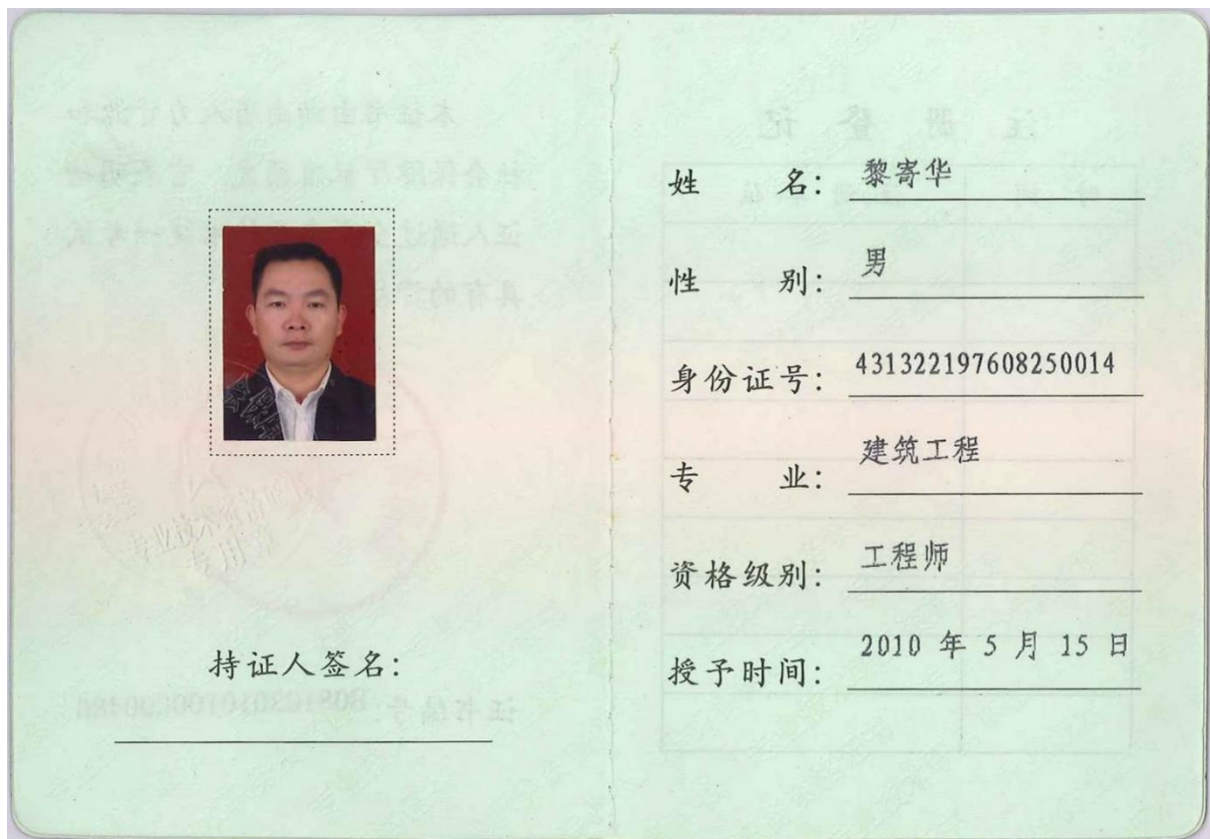 持证人签名:
姓 名: 黎寄华
性 别: 男
身份证号: 431322197608250014
专 业: 建筑工程
资格级别: 工程师
授予时间: 2010 年 5 月 15 日